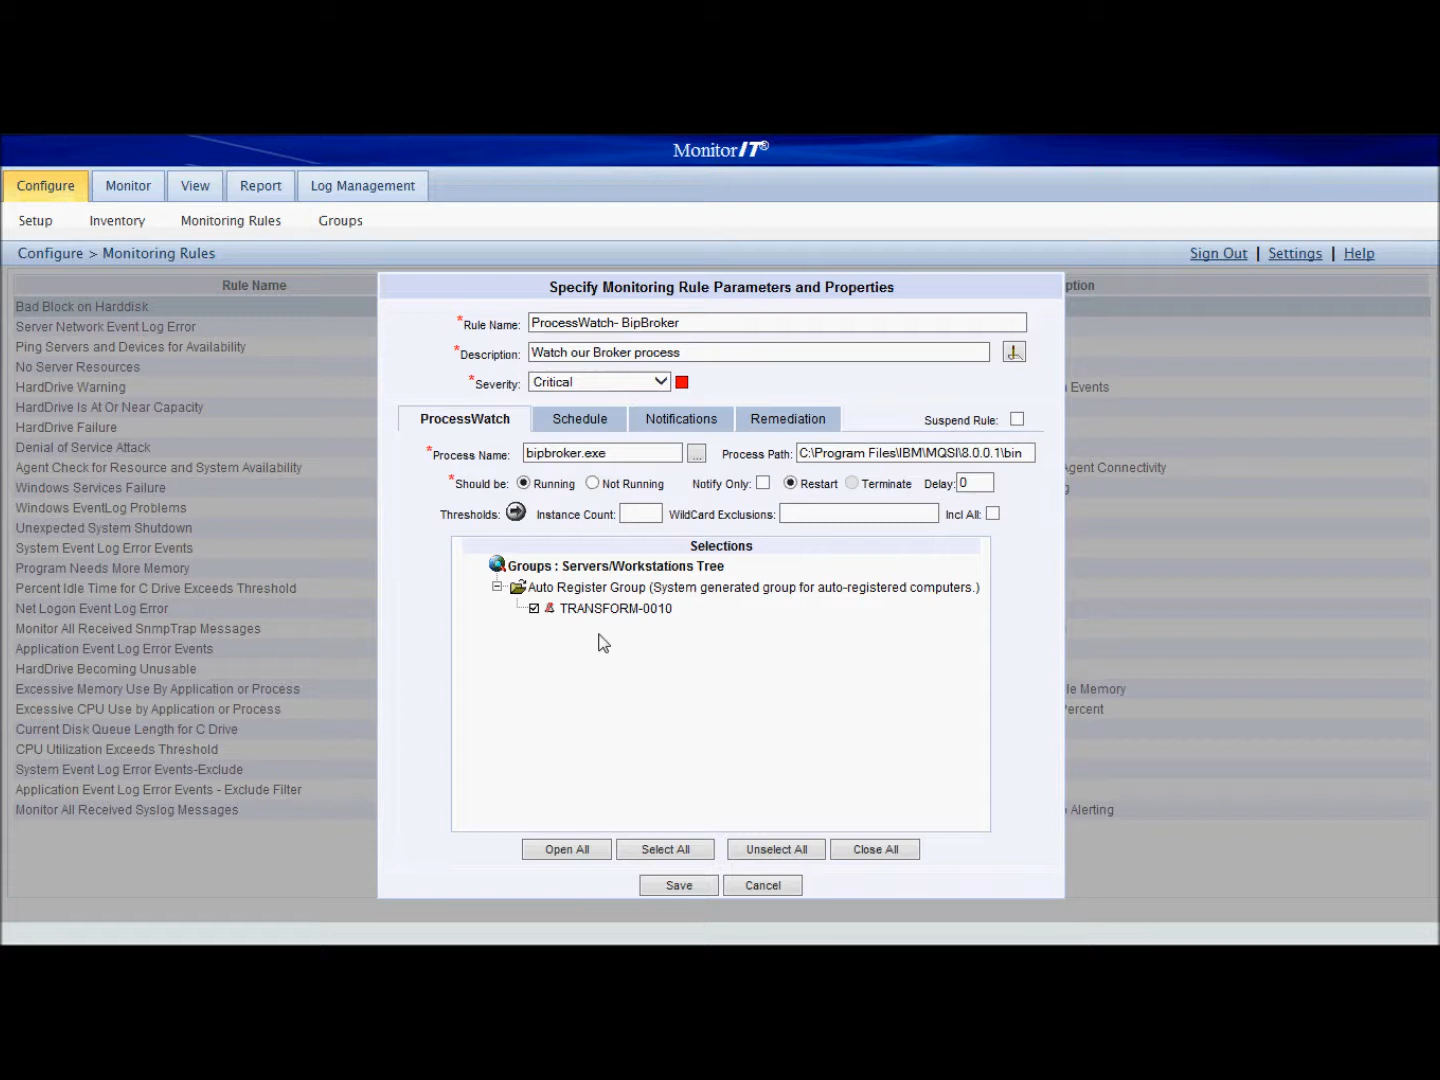 MonitorIT®
Configure Monitor View Report Log Management
Setup Inventory Monitoring Rules Groups
Configure > Monitoring Rules
Sign Out | Settings | Help
Rule Name
ption
Bad Block on Harddisk
Server Network Event Log Error
Ping Servers and Devices for Availability
No Server Resources
HardDrive Warning
Events
HardDrive Is At Or Near Capacity
HardDrive Failure
Denial of Service Attack
Agent Check for Resource and System Availability
Agent Connectivity
Windows Services Failure
Windows EventLog Problems
Unexpected System Shutdown
System Event Log Error Events
Program Needs More Memory
Percent Idle Time for C Drive Exceeds Threshold
Net Logon Event Log Error
Monitor All Received SnmpTrap Messages
Application Event Log Error Events
HardDrive Becoming Unusable
Excessive Memory Use By Application or Process
le Memory
Excessive CPU Use by Application or Process
Percent
Current Disk Queue Length for C Drive
CPU Utilization Exceeds Threshold
System Event Log Error Events-Exclude
Application Event Log Error Events - Exclude Filter
Monitor All Received Syslog Messages
Alerting
Specify Monitoring Rule Parameters and Properties
*Rule Name: ProcessWatch- BipBroker
*Description: Watch our Broker process
*Severity: Critical
ProcessWatch Schedule Notifications Remediation Suspend Rule:
*Process Name: bipbroker.exe ... Process Path: C:\Program Files\IBM\MQSI\8.0.0.1\bin
*Should be: Running Not Running Notify Only: Restart Terminate Delay: 0
Thresholds: Instance Count: WildCard Exclusions: Incl All:
Selections
Groups : Servers/Workstations Tree
Auto Register Group (System generated group for auto-registered computers.)
TRANSFORM-0010
Open All Select All Unselect All Close All
Save Cancel